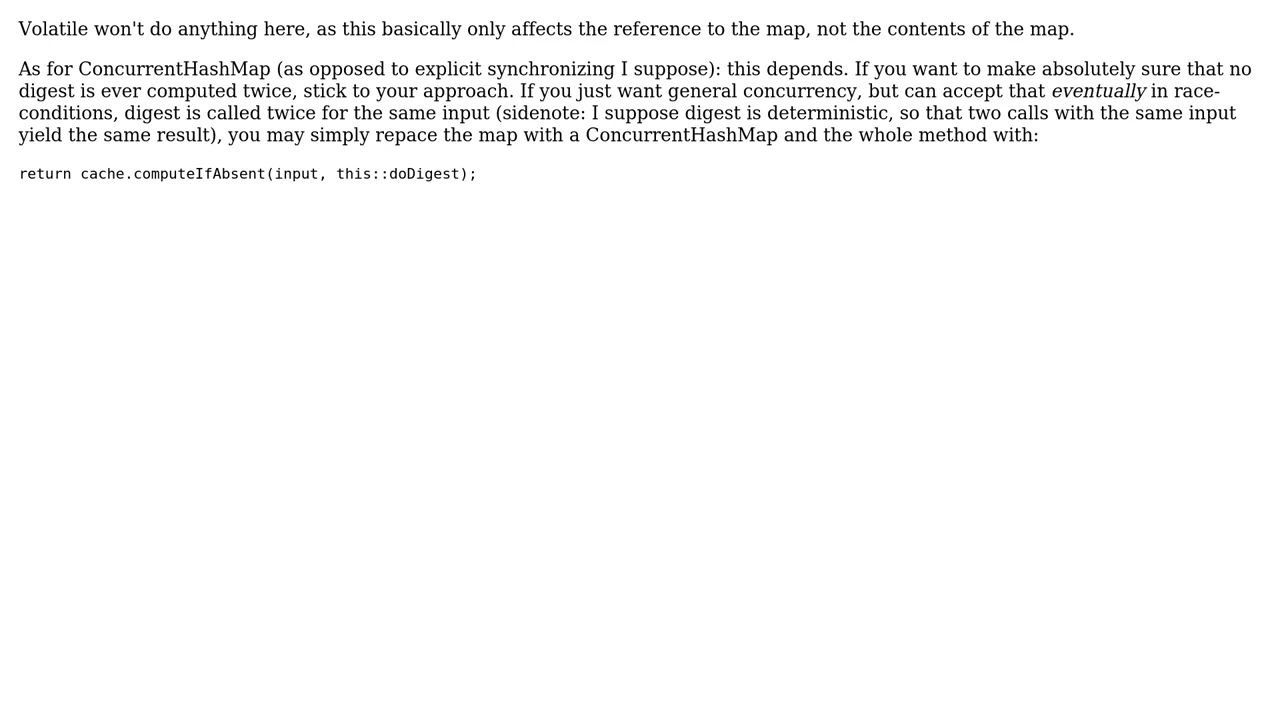 Volatile won't do anything here, as this basically only affects the reference to the map, not the contents of the map.
As for ConcurrentHashMap (as opposed to explicit synchronizing I suppose): this depends. If you want to make absolutely sure that no
digest is ever computed twice, stick to your approach. If you just want general concurrency, but can accept that eventually in race-
conditions, digest is called twice for the same input (sidenote: I suppose digest is deterministic, so that two calls with the same input
yield the same result), you may simply repace the map with a ConcurrentHashMap and the whole method with:
return cache.computeIfAbsent(input, this::doDigest);